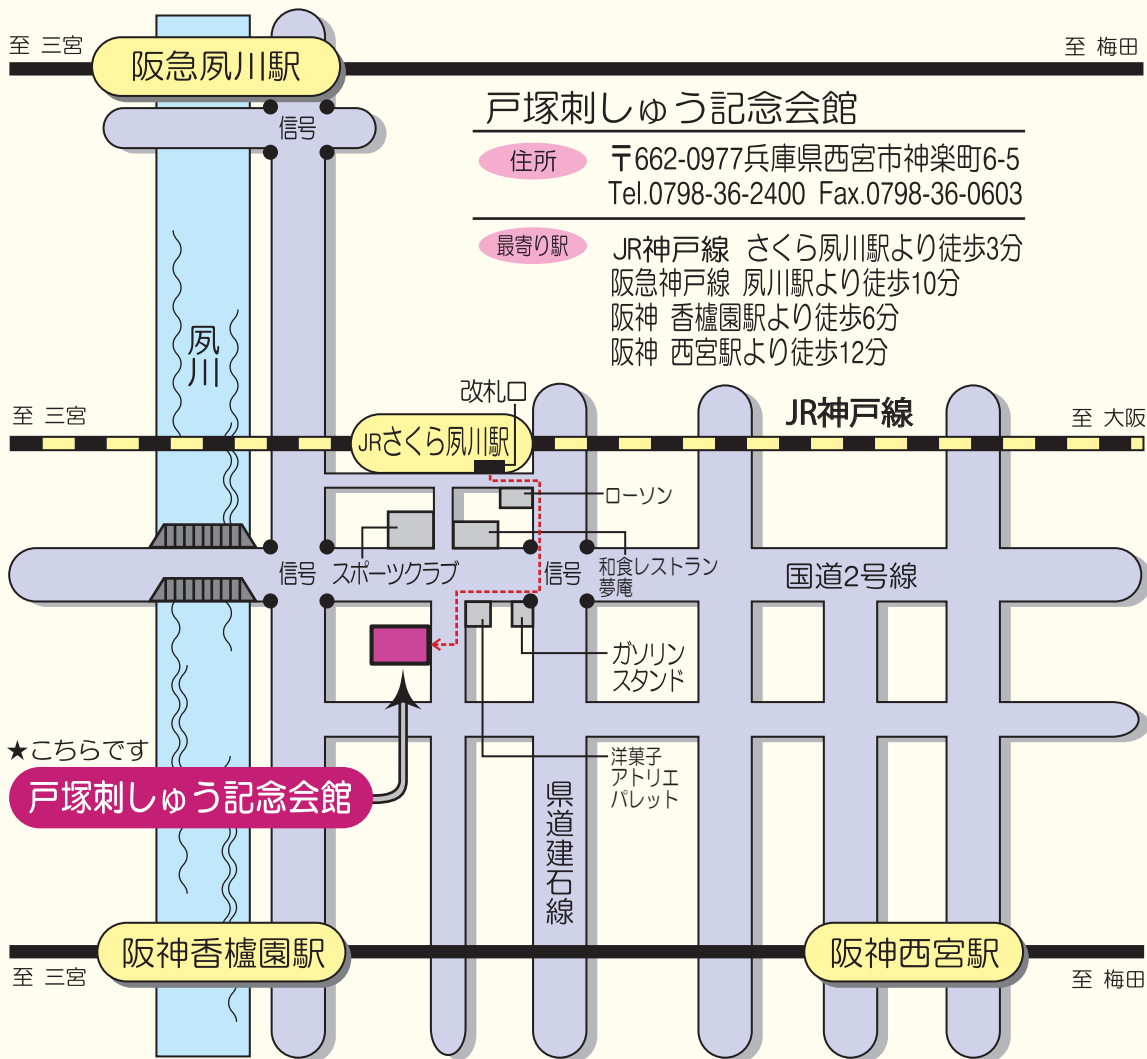 至 三宮
阪急夙川駅
至 梅田
信号
戸塚刺しゅう記念会館
住所
〒662-0977兵庫県西宮市神楽町6-5
Tel.0798-36-2400 Fax.0798-36-0603
最寄り駅
JR神戸線 さくら夙川駅より徒歩3分
阪急神戸線 夙川駅より徒歩10分
阪神 香櫨園駅より徒歩6分
阪神 西宮駅より徒歩12分
夙川
改札口
至 三宮
JRさくら夙川駅
JR神戸線
至 大阪
ローソン
信号
スポーツクラブ
信号
和食レストラン
夢庵
国道2号線
ガソリン
スタンド
★こちらです
戸塚刺しゅう記念会館
洋菓子
アトリエ
パレット
県道建石線
阪神香櫨園駅
阪神西宮駅
至 三宮
至 梅田